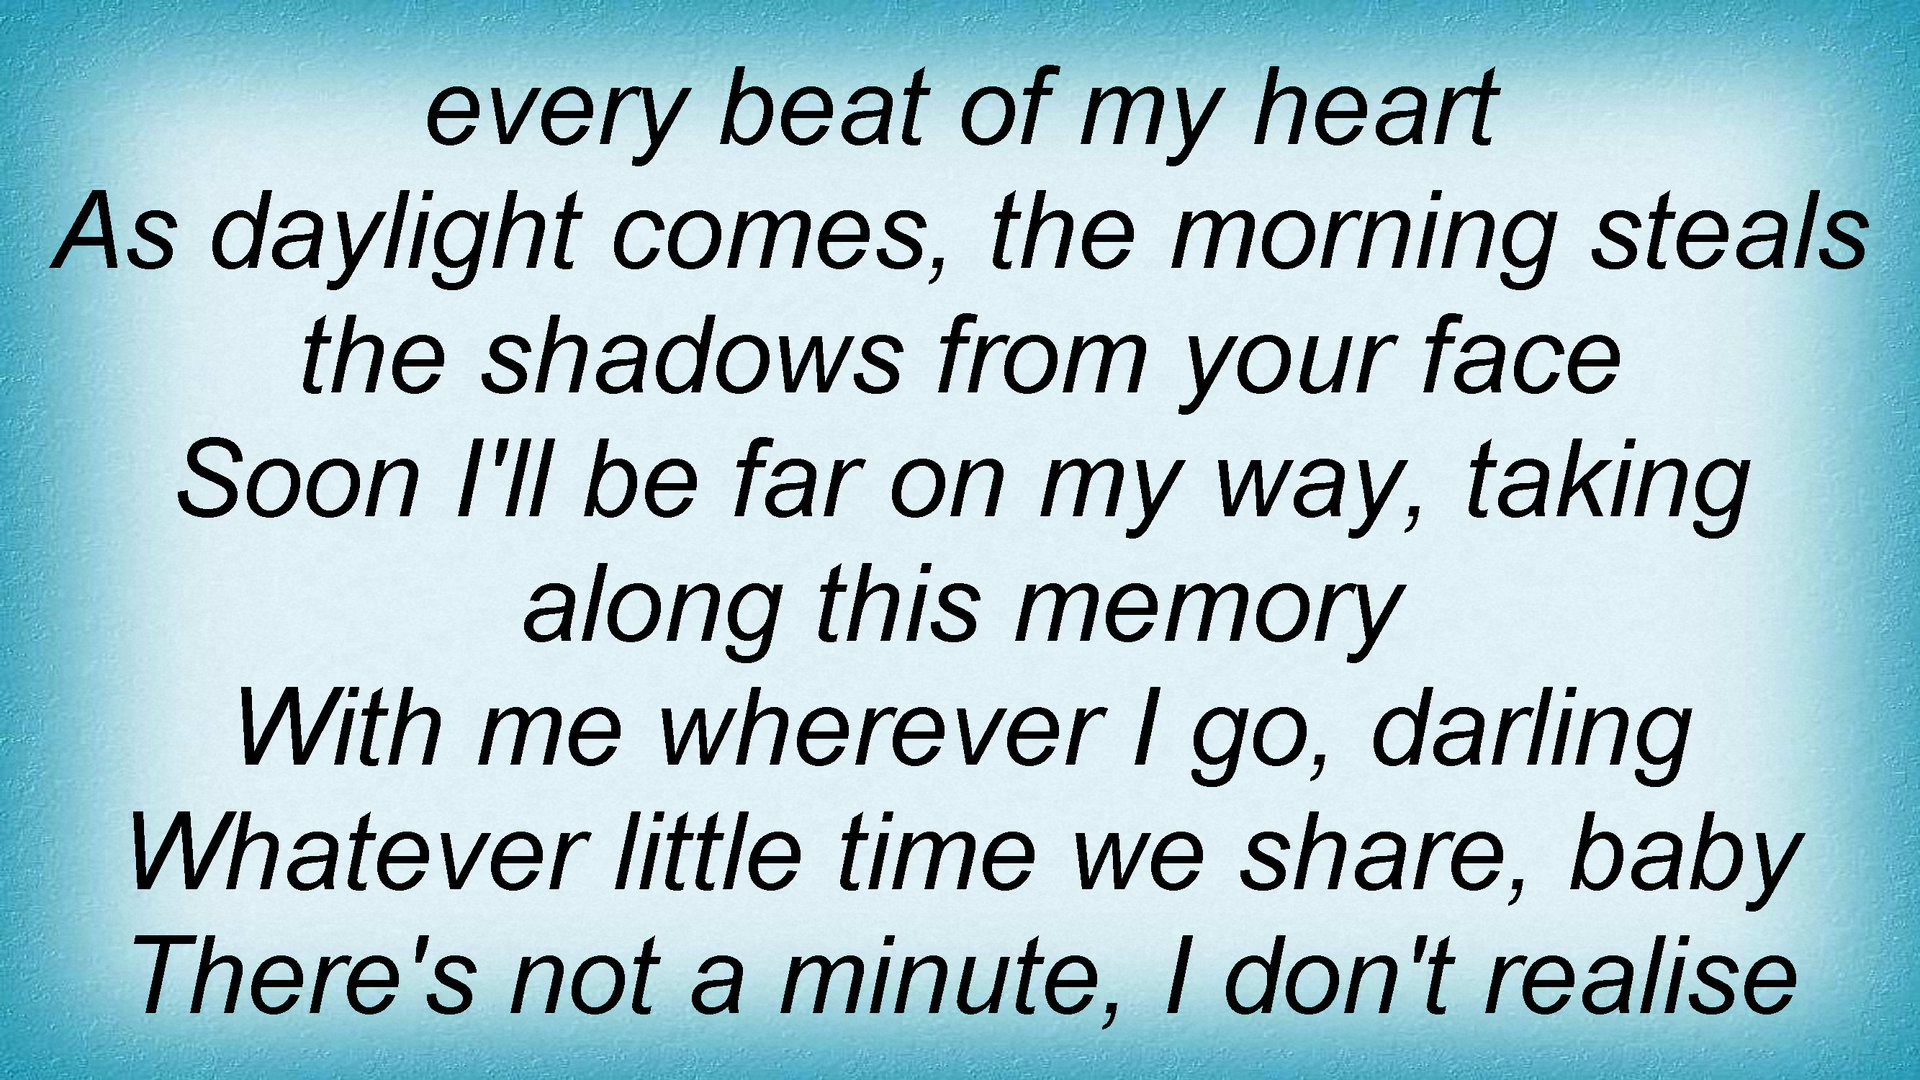 every beat of my heart
As daylight comes, the morning steals
the shadows from your face
Soon I'll be far on my way, taking
along this memory
With me wherever I go, darling
Whatever little time we share, baby
There's not a minute, I don't realise